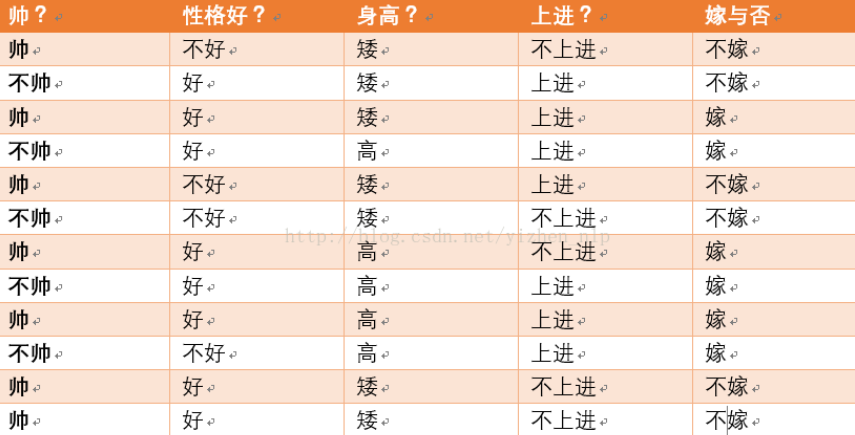 帅？ 性格好？ 身高？ 上进？ 嫁与否
帅 不好 矮 不上进 不嫁
不帅 好 矮 上进 不嫁
帅 好 矮 上进 嫁
不帅 好 高 上进 嫁
帅 不好 矮 上进 不嫁
不帅 不好 矮 不上进 不嫁
http://blog.csdn.net/yizhen_nlp
帅 好 高 不上进 嫁
不帅 好 高 上进 嫁
帅 好 高 上进 嫁
不帅 不好 高 上进 嫁
帅 好 矮 不上进 不嫁
帅 好 矮 不上进 不嫁